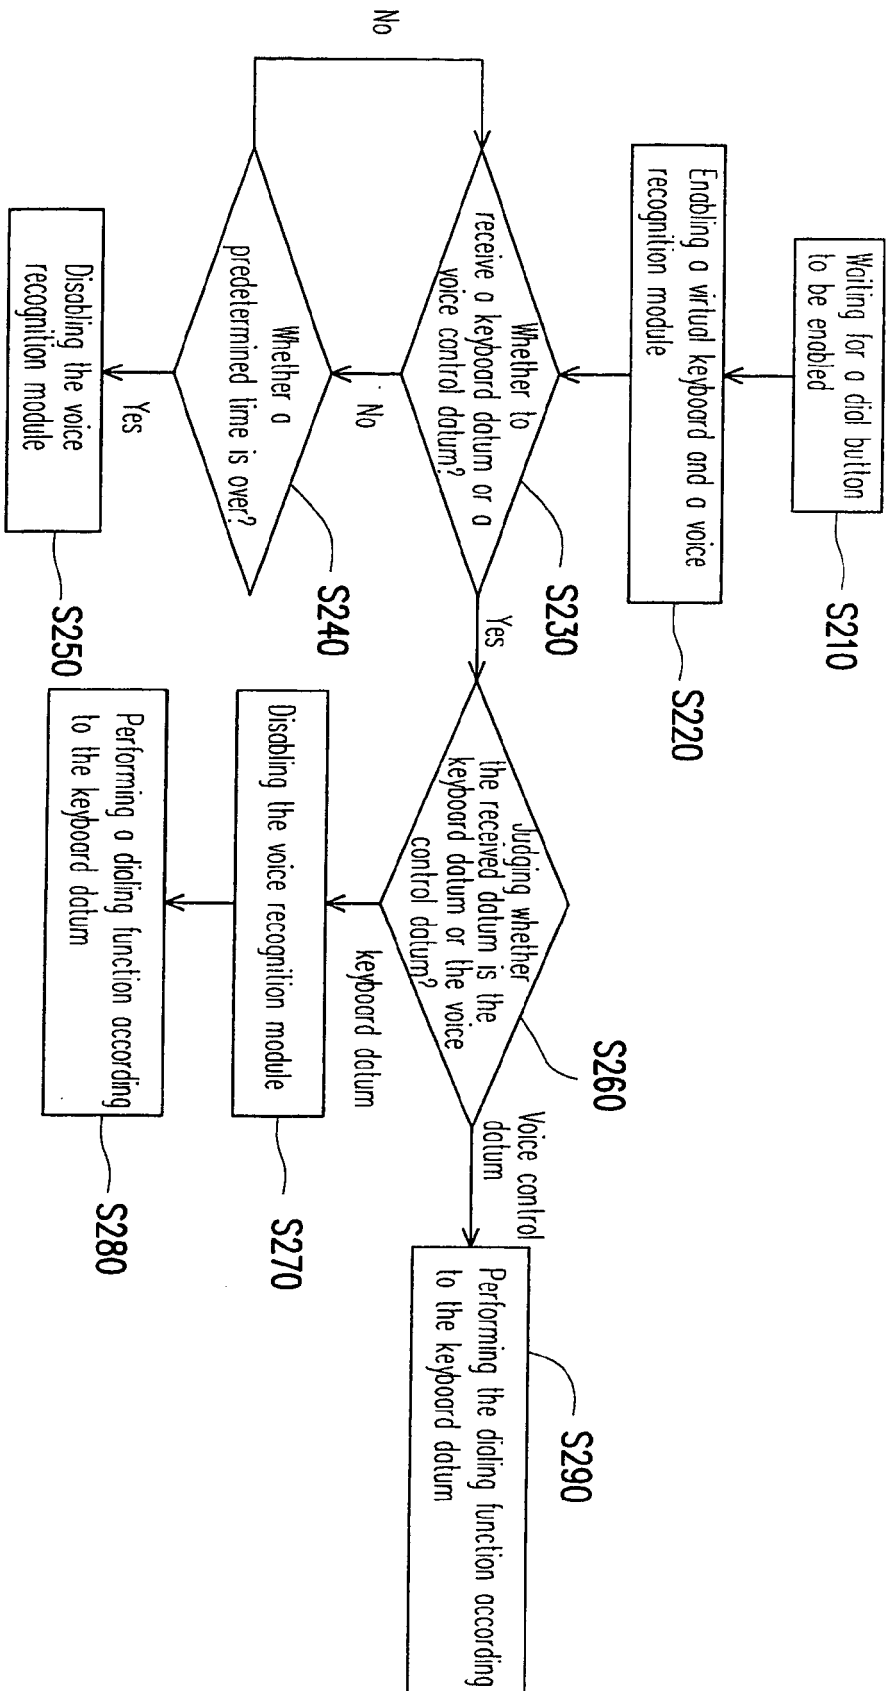 Waiting for a dial button
to be enabled
S210
Enabling a virtual keyboard and a voice
recognition module
S220
Whether to
receive a keyboard datum or a
voice control datum?
S230
Yes
No
Whether a
predetermined time is over?
S240
No
Yes
Disabling the voice
recognition module
S250
Judging whether
the received datum is the
keyboard datum or the voice
control datum?
S260
keyboard datum
Voice control
datum
Disabling the voice recognition module
S270
Performing a dialing function according
to the keyboard datum
S280
Performing the dialing function according
to the keyboard datum
S290